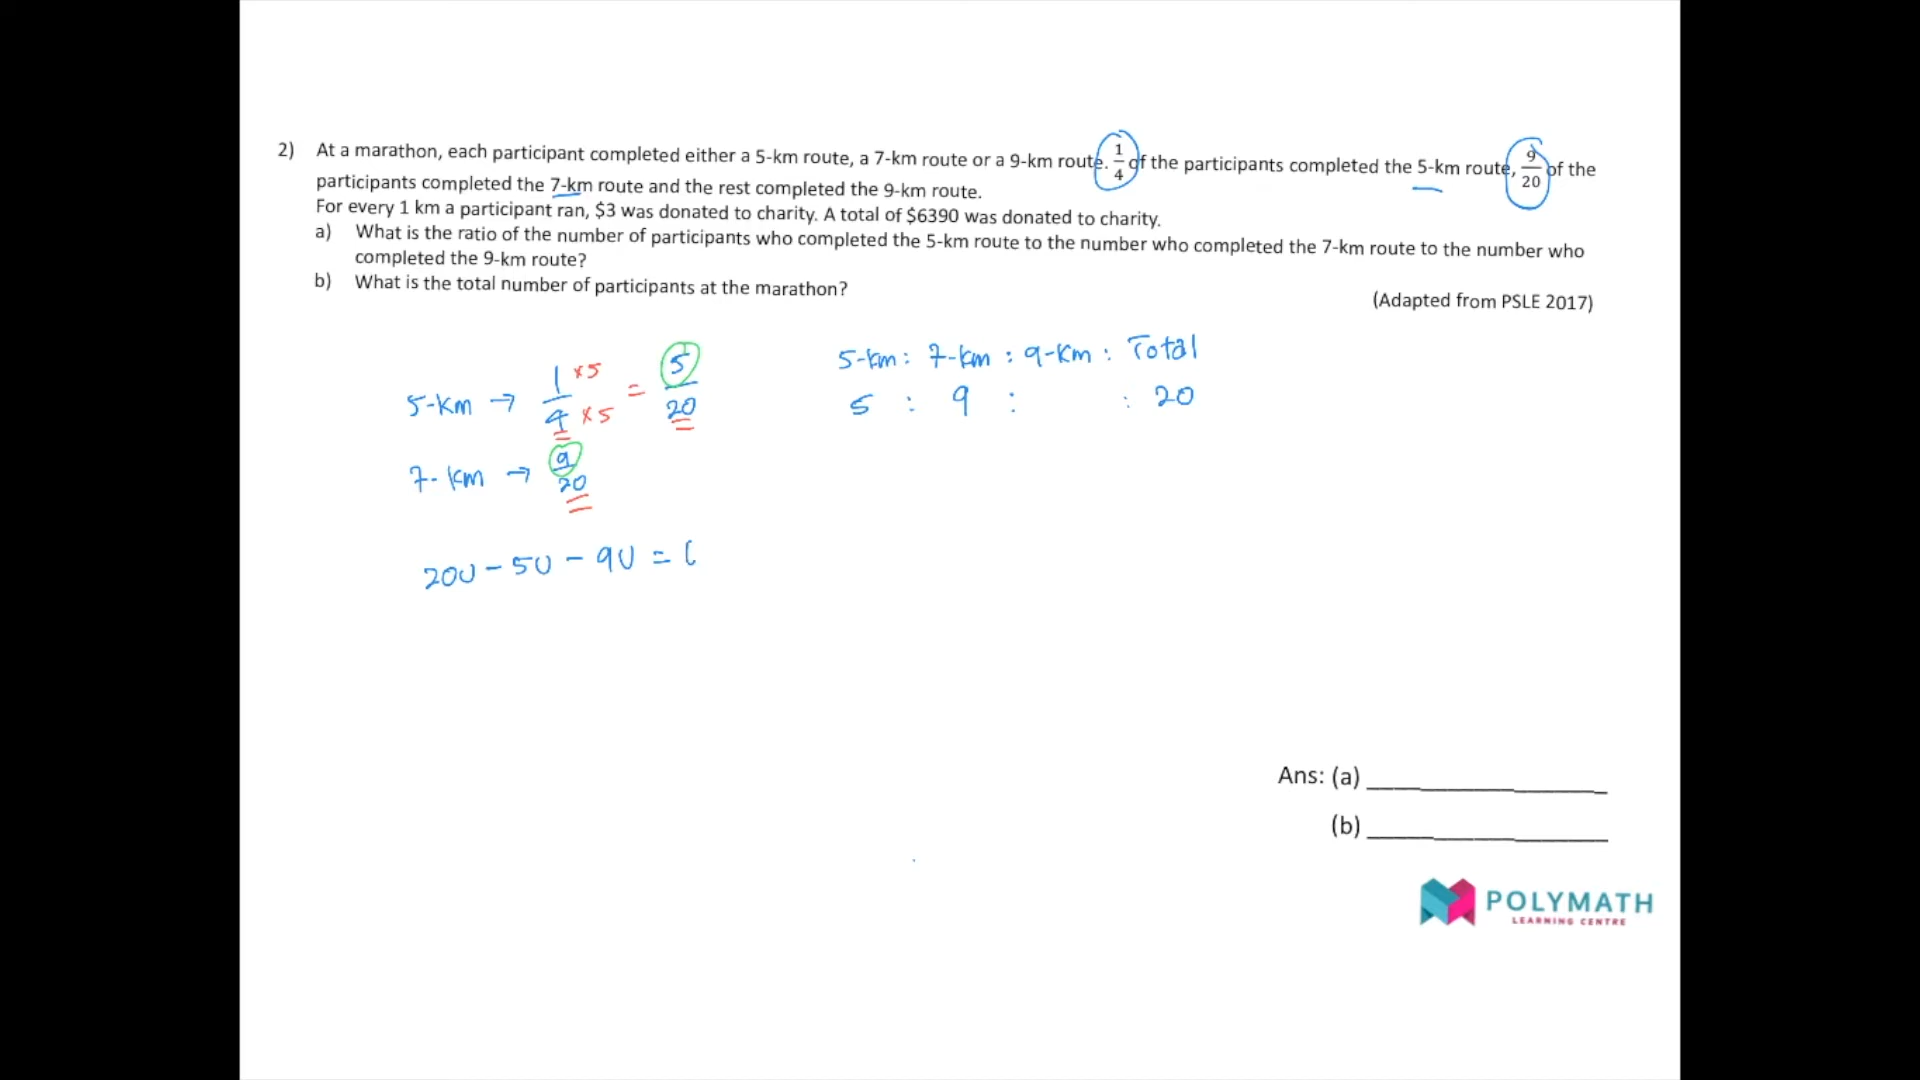 2) At a marathon, each participant completed either a 5-km route, a 7-km route or a 9-km route. 1/4 of the participants completed the 5-km route, 9/20 of the
participants completed the 7-km route and the rest completed the 9-km route.
For every 1 km a participant ran, $3 was donated to charity. A total of $6390 was donated to charity.
a) What is the ratio of the number of participants who completed the 5-km route to the number who completed the 7-km route to the number who
completed the 9-km route?
b) What is the total number of participants at the marathon?
(Adapted from PSLE 2017)
5-km → 1/4 ×5 ×5 = 5/20
7-km → 9/20
20U - 5U - 9U = (
5-km : 7-km : 9-km : Total
5 : 9 : : 20
Ans: (a)
(b)
POLYMATH
LEARNING CENTRE